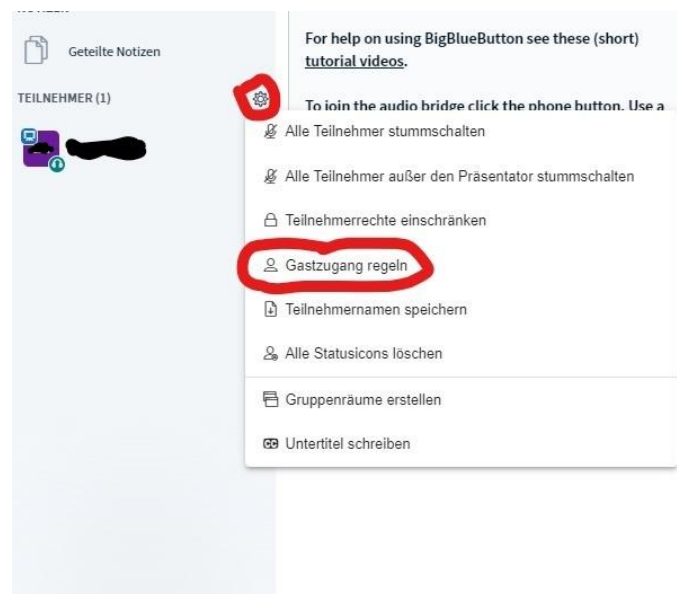 Geteilte Notizen
TEILNEHMER (1)
For help on using BigBlueButton see these (short)
tutorial videos.
To join the audio bridge click the phone button. Use a
Alle Teilnehmer stummschalten
Alle Teilnehmer außer den Präsentator stummschalten
Teilnehmerrechte einschränken
Gastzugang regeln
Teilnehmernamen speichern
Alle Statusicons löschen
Gruppenräume erstellen
CC Untertitel schreiben